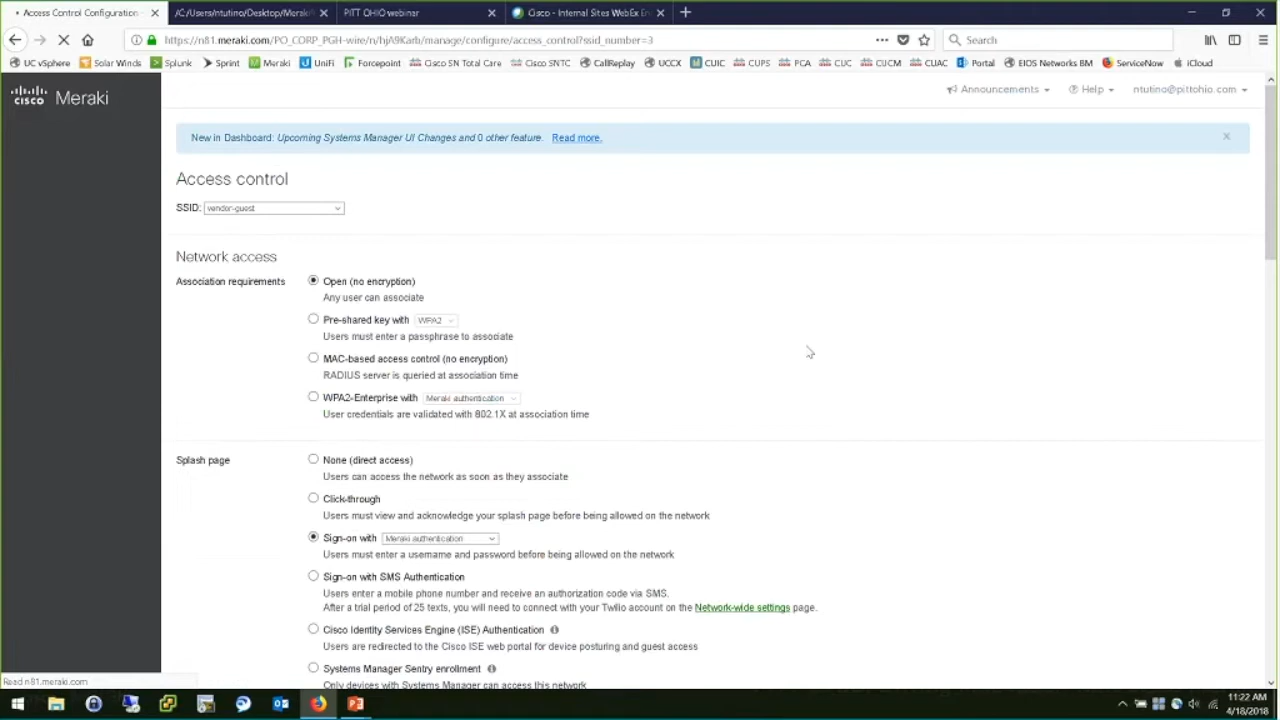 Access Control Configuration
/C:/Users/ntutino/Desktop/Meraki
PITT OHIO webinar
Cisco - Internal Sites WebEx En
https://n81.meraki.com/PO_CORP_PGH-wire/n/hjA9Karb/manage/configure/access_control?ssid_number=3
Search
UC vSphere Solar Winds Splunk Sprint Meraki UniFi Forcepoint Cisco SN Total Care Cisco SNTC CallReplay UCCX CUIC CUPS PCA CUC CUCM CUAC Portal EIOS Networks BM ServiceNow iCloud
cisco Meraki
Announcements Help ntutino@pittohio.com
New in Dashboard: Upcoming Systems Manager UI Changes and 0 other feature. Read more.
Access control
SSID: vendor-guest
Network access
Association requirements
Open (no encryption)
Any user can associate
Pre-shared key with WPA2
Users must enter a passphrase to associate
MAC-based access control (no encryption)
RADIUS server is queried at association time
WPA2-Enterprise with Meraki authentication
User credentials are validated with 802.1X at association time
Splash page
None (direct access)
Users can access the network as soon as they associate
Click-through
Users must view and acknowledge your splash page before being allowed on the network
Sign-on with Meraki authentication
Users must enter a username and password before being allowed on the network
Sign-on with SMS Authentication
Users enter a mobile phone number and receive an authorization code via SMS.
After a trial period of 25 texts, you will need to connect with your Twilio account on the Network-wide settings page.
Cisco Identity Services Engine (ISE) Authentication
Users are redirected to the Cisco ISE web portal for device posturing and guest access
Systems Manager Sentry enrollment
Only devices with Systems Manager can access this network
Read n81.meraki.com
11:22 AM
4/18/2018